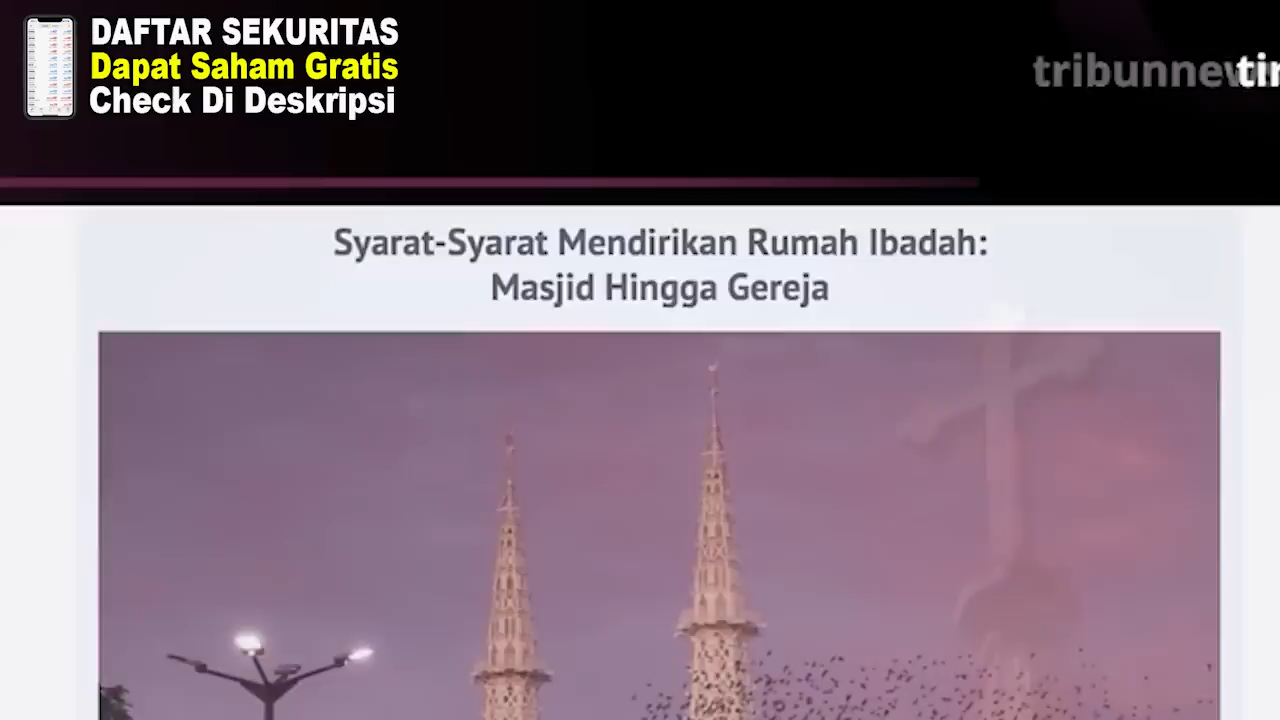 DAFTAR SEKURITAS
Dapat Saham Gratis
Check Di Deskripsi
Syarat-Syarat Mendirikan Rumah Ibadah:
Masjid Hingga Gereja